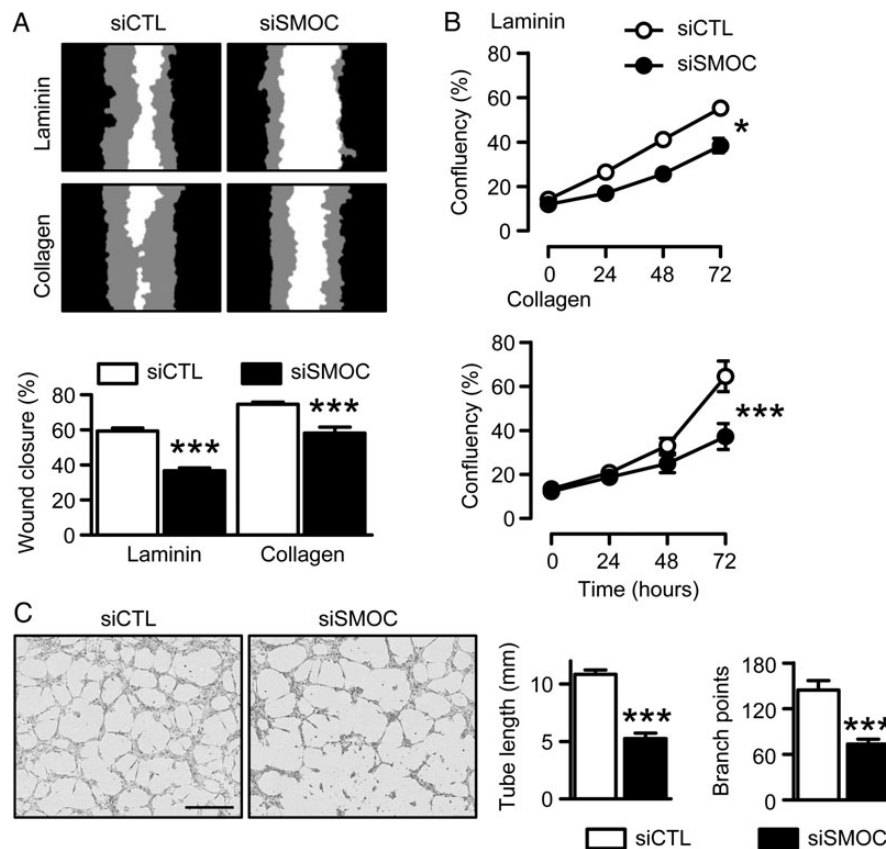 A
siCTL
siSMOC
Laminin
Collagen
siCTL
siSMOC
Wound closure (%)
80
60
40
20
0
***
***
Laminin
Collagen
B
Laminin
siCTL
siSMOC
Confluency (%)
80
60
40
20
0
*
0 24 48 72
Collagen
Confluency (%)
80
60
40
20
0
***
0 24 48 72
Time (hours)
C
siCTL
siSMOC
Tube length (mm)
10
5
0
***
Branch points
180
120
60
0
***
siCTL
siSMOC